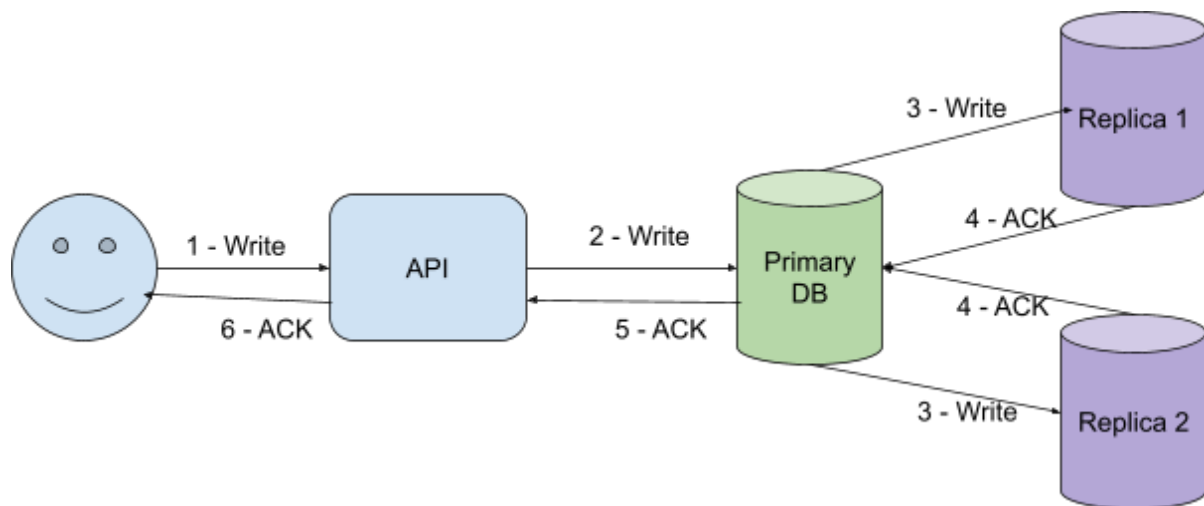 3 - Write
Replica 1
1 - Write
API
2 - Write
Primary
DB
4 - ACK
6 - ACK
5 - ACK
4 - ACK
3 - Write
Replica 2